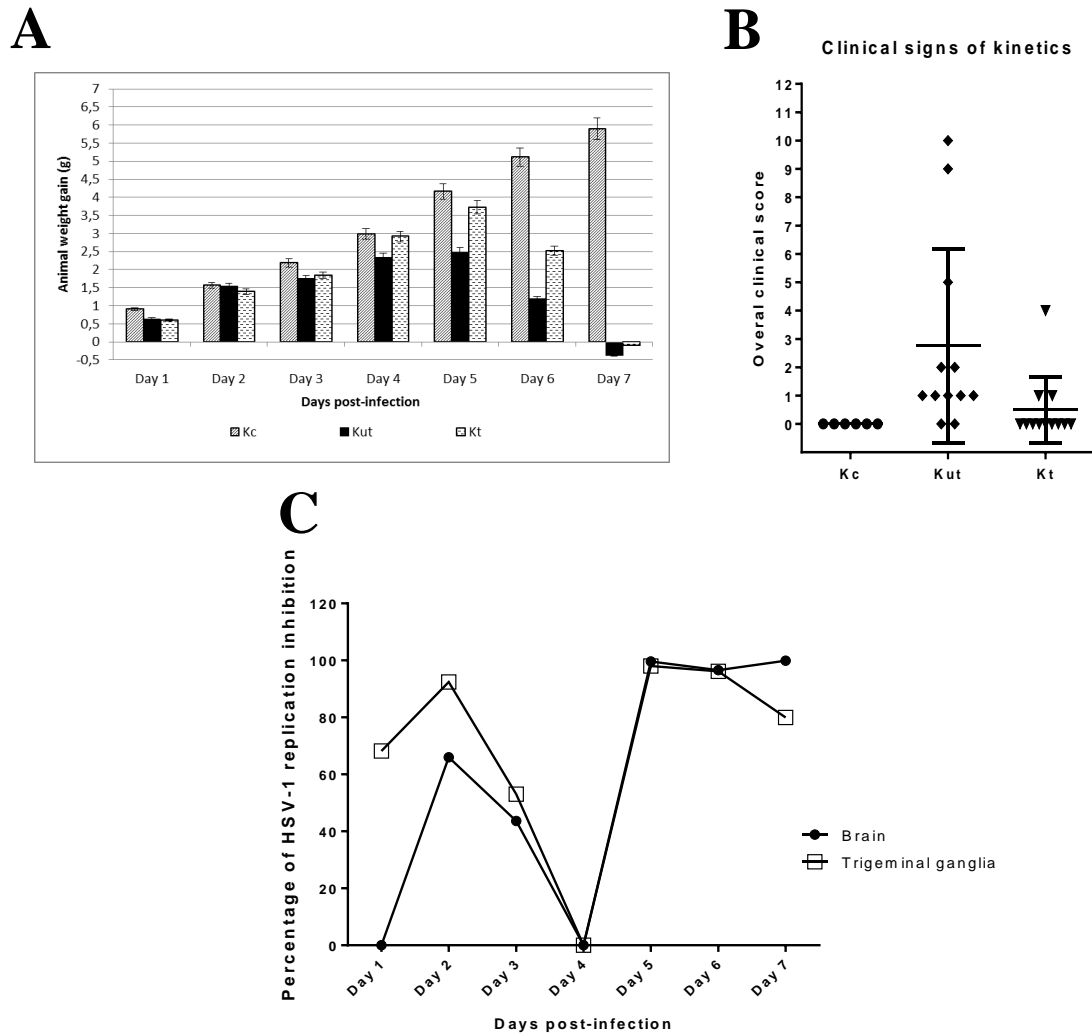 A
7
6,5
6
5,5
5
4,5
4
3,5
3
2,5
2
1,5
1
0,5
0
-0,5
Animal weight gain (g)
Day 1 Day 2 Day 3 Day 4 Day 5 Day 6 Day 7
Days post-infection
Kc Kut Kt
B
Clinical signs of kinetics
12
11
10
9
8
7
6
5
4
3
2
1
0
Overal clinical score
Kc Kut Kt
C
Percentage of HSV-1 replication inhibition
120
100
80
60
40
20
0
Day 1 Day 2 Day 3 Day 4 Day 5 Day 6 Day 7
Days post-infection
Brain
Trigeminal ganglia